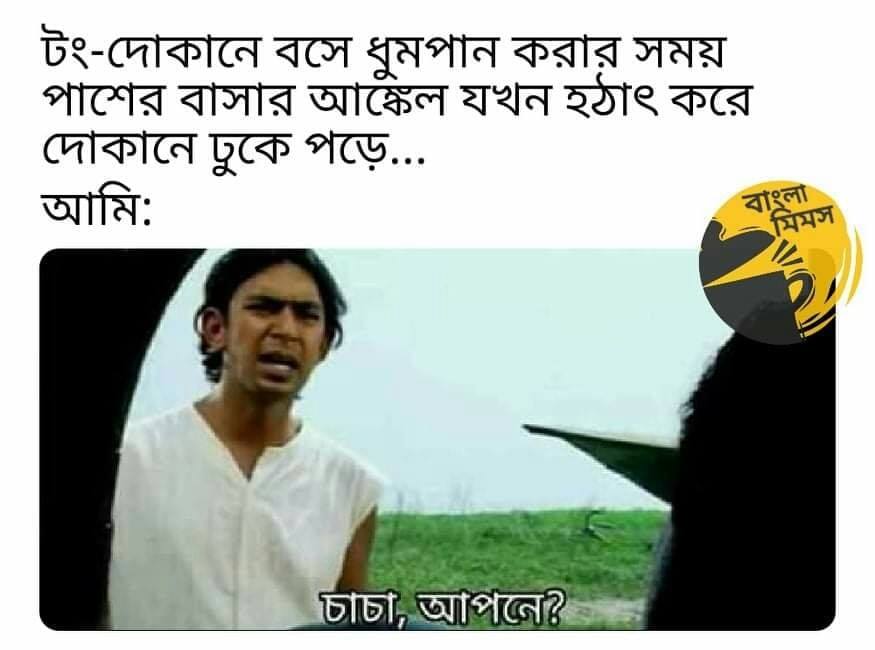 টং-দোকানে বসে ধুমপান করার সময়
পাশের বাসার আঙ্কেল যখন হঠাৎ করে
দোকানে ঢুকে পড়ে...
আমি:
বাংলা
মিমস
চাচা, আপনে?